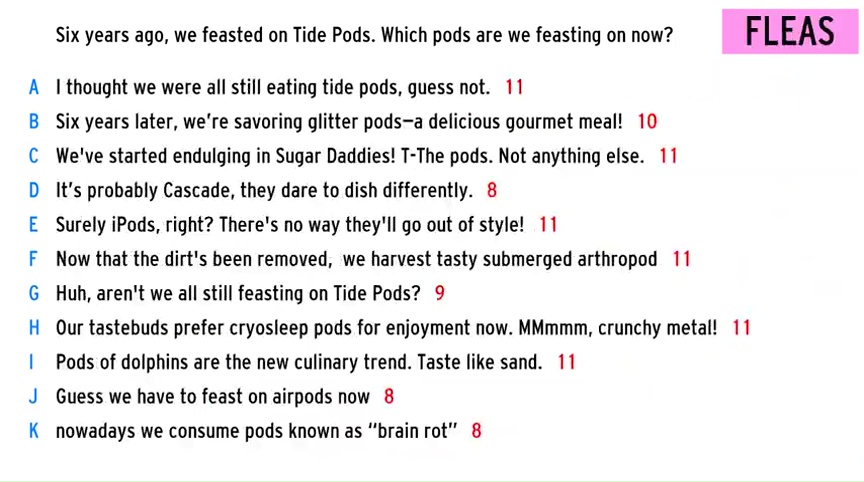 Six years ago, we feasted on Tide Pods. Which pods are we feasting on now?
FLEAS
A I thought we were all still eating tide pods, guess not. 11
B Six years later, we're savoring glitter pods—a delicious gourmet meal! 10
C We've started endulging in Sugar Daddies! T-The pods. Not anything else. 11
D It's probably Cascade, they dare to dish differently. 8
E Surely iPods, right? There's no way they'll go out of style! 11
F Now that the dirt's been removed, we harvest tasty submerged arthropod 11
G Huh, aren't we all still feasting on Tide Pods? 9
H Our tastebuds prefer cryosleep pods for enjoyment now. MMmmm, crunchy metal! 11
I Pods of dolphins are the new culinary trend. Taste like sand. 11
J Guess we have to feast on airpods now 8
K nowadays we consume pods known as “brain rot” 8